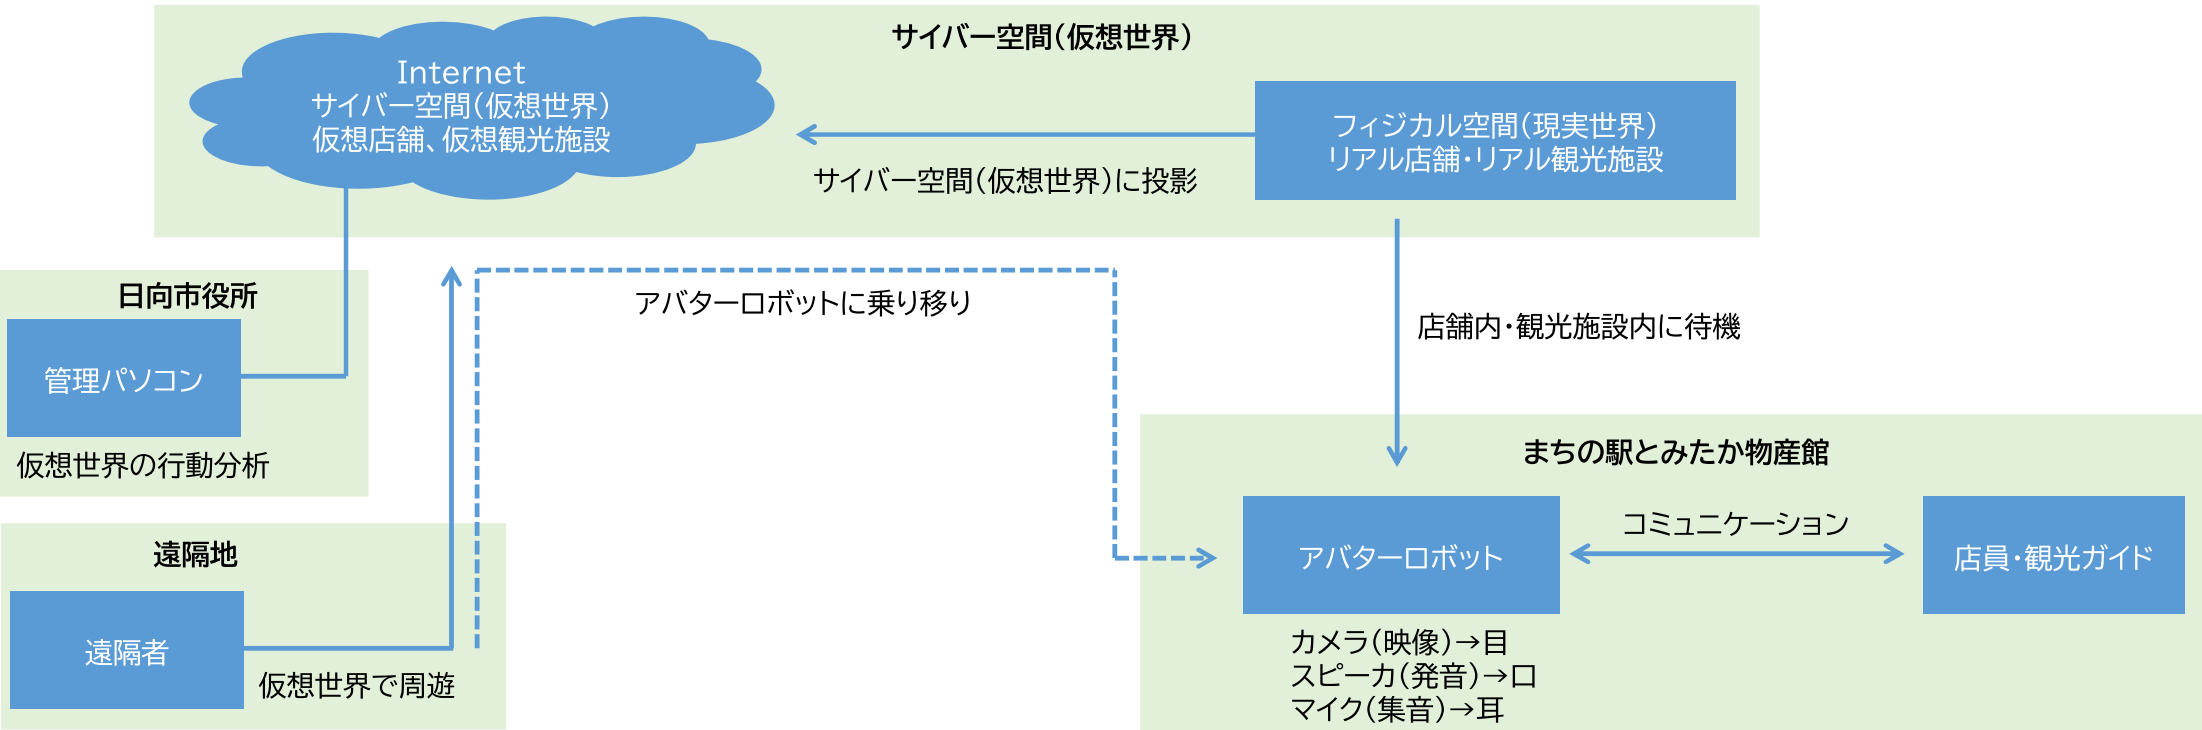 サイバー空間(仮想世界)
Internet
サイバー空間(仮想世界)
仮想店舗、仮想観光施設
フィジカル空間(現実世界)
リアル店舗・リアル観光施設
サイバー空間(仮想世界)に投影
日向市役所
管理パソコン
仮想世界の行動分析
アバターロボットに乗り移り
店舗内・観光施設内に待機
遠隔地
遠隔者
仮想世界で周遊
まちの駅とみたか物産館
アバターロボット
コミュニケーション
店員・観光ガイド
カメラ(映像)→目
スピーカ(発音)→口
マイク(集音)→耳